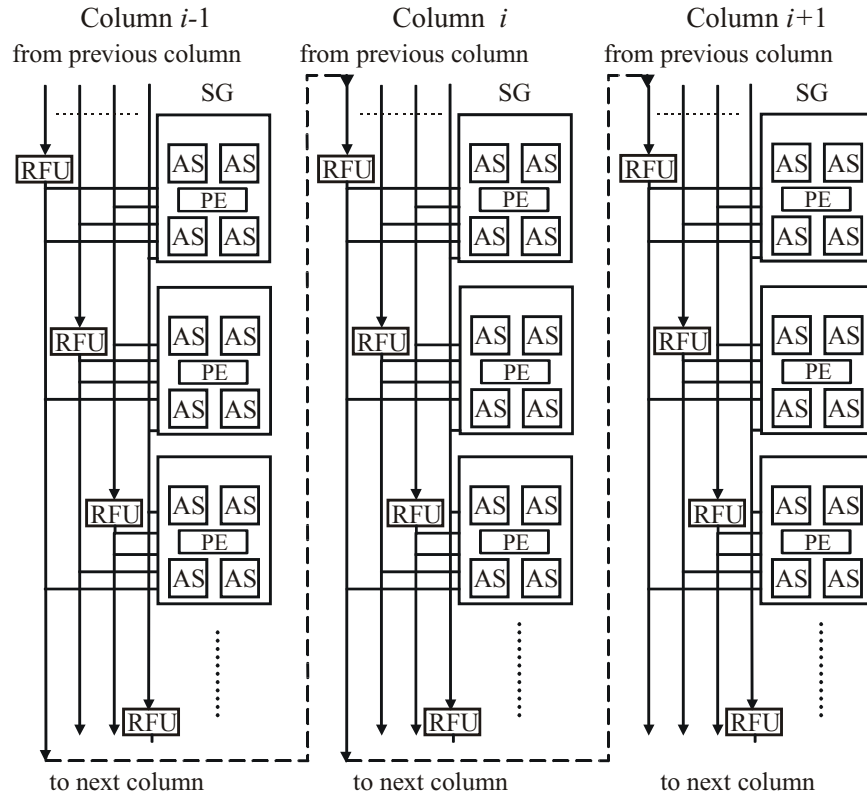 Column i-1 Column i Column i+1
from previous column from previous column from previous column
SG SG SG
RFU AS AS RFU AS AS RFU AS AS
PE PE PE
AS AS AS AS AS AS
RFU AS AS RFU AS AS RFU AS AS
PE PE PE
AS AS AS AS AS AS
RFU AS AS RFU AS AS RFU AS AS
PE PE PE
AS AS AS AS AS AS
RFU RFU RFU
to next column to next column to next column